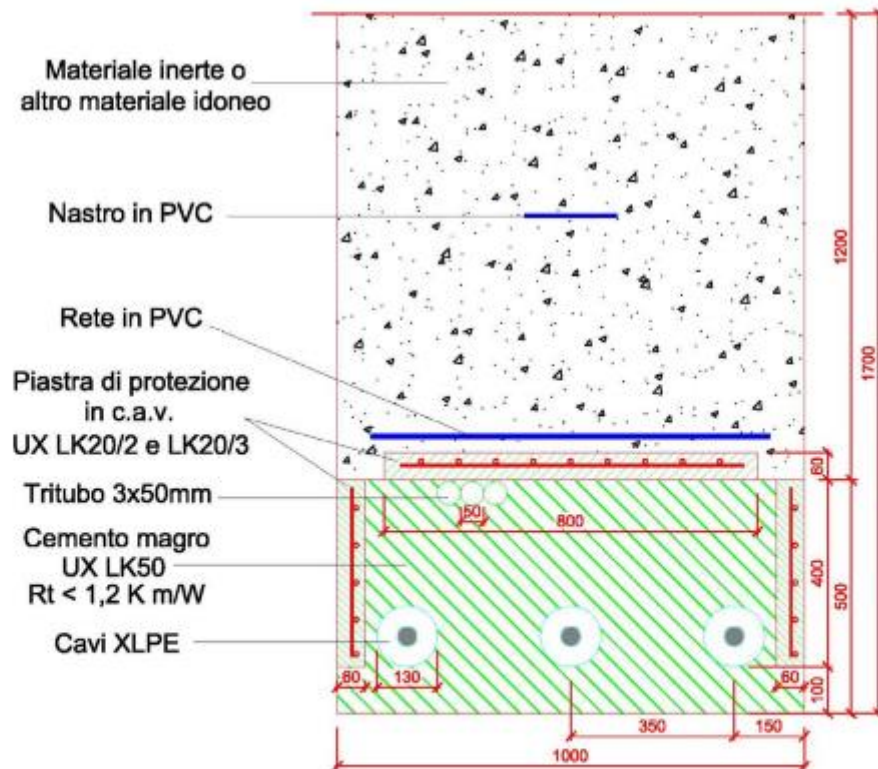 Materiale inerte o
altro materiale idoneo
Nastro in PVC
Rete in PVC
Piastra di protezione
in c.a.v.
UX LK20/2 e LK20/3
Tritubo 3x50mm
Cemento magro
UX LK50
Rt < 1,2 K m/W
Cavi XLPE
1200
1700
60
50
800
400
500
60
130
60
100
350
150
1000